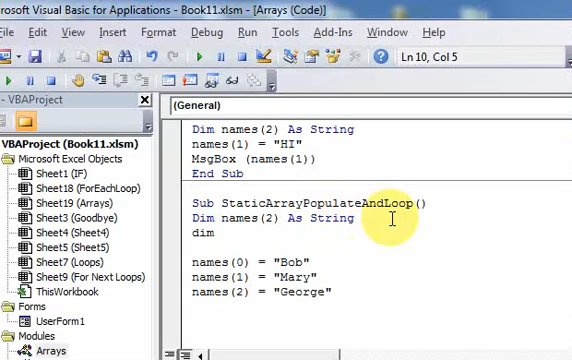 Microsoft Visual Basic for Applications - Book11.xlsm - [Arrays (Code)]
File Edit View Insert Format Debug Run Tools Add-Ins Window Help
Ln 10, Col 5
- VBAProject
(General)
VBAProject (Book11.xlsm)
Microsoft Excel Objects
Sheet1 (IF)
Sheet18 (ForEachLoop)
Sheet19 (Arrays)
Sheet3 (Goodbye)
Sheet4 (Sheet4)
Sheet5 (Sheet5)
Sheet7 (Loops)
Sheet9 (For Next Loops)
ThisWorkbook
Forms
UserForm1
Modules
Arrays
Dim names(2) As String
names(1) = "HI"
MsgBox (names(1))
End Sub
Sub StaticArrayPopulateAndLoop()
Dim names(2) As String
dim
names(0) = "Bob"
names(1) = "Mary"
names(2) = "George"